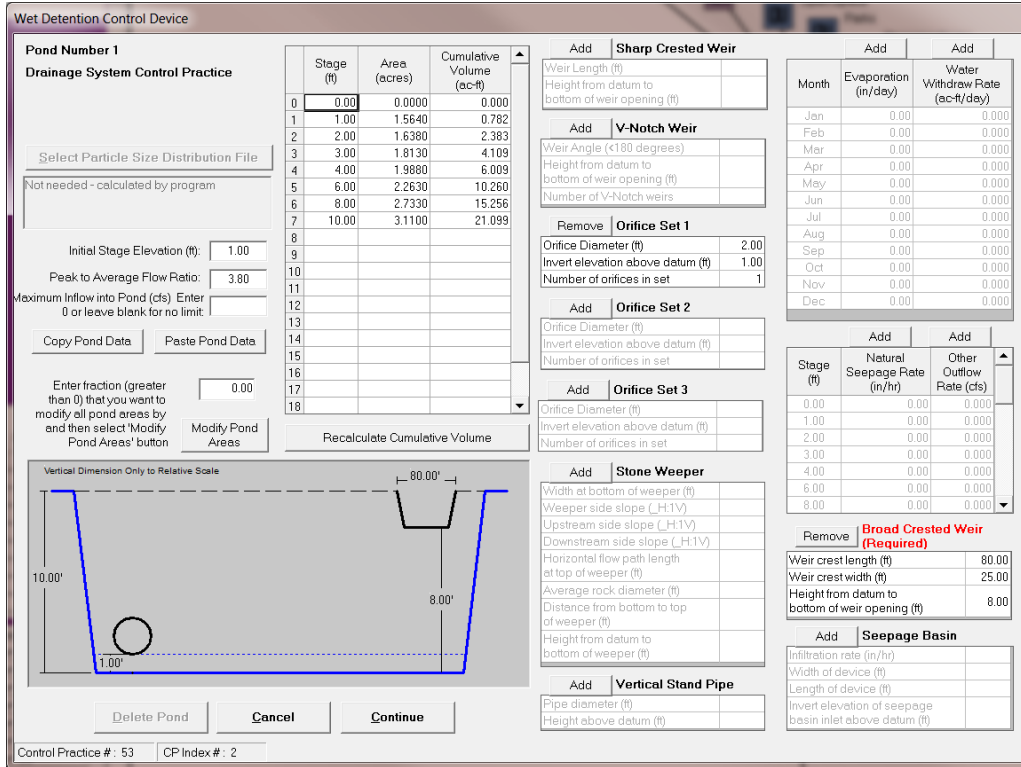 Wet Detention Control Device
Pond Number 1
Drainage System Control Practice
Select Particle Size Distribution File
Not needed - calculated by program
Initial Stage Elevation (ft): 1.00
Peak to Average Flow Ratio: 3.80
Maximum Inflow into Pond (cfs) Enter
0 or leave blank for no limit:
Copy Pond Data Paste Pond Data
Enter fraction (greater
than 0) that you want to
modify all pond areas by
and then select 'Modify
Pond Areas' button
0.00
Modify Pond
Areas
Stage
(ft)
Area
(acres)
Cumulative
Volume
(ac-ft)
0 0.00 0.0000 0.000
1 1.00 1.5640 0.782
2 2.00 1.6380 2.383
3 3.00 1.8130 4.109
4 4.00 1.9880 6.009
5 6.00 2.2630 10.260
6 8.00 2.7330 15.256
7 10.00 3.1100 21.099
8
9
10
11
12
13
14
15
16
17
18
Recalculate Cumulative Volume
Vertical Dimension Only to Relative Scale
80.00'
10.00'
8.00'
1.00'
Delete Pond Cancel Continue
Control Practice # : 53 CP Index # : 2
Add Sharp Crested Weir
Weir Length (ft)
Height from datum to
bottom of weir opening (ft)
Add V-Notch Weir
Weir Angle (<180 degrees)
Height from datum to
bottom of weir opening (ft)
Number of V-Notch weirs
Remove Orifice Set 1
Orifice Diameter (ft) 2.00
Invert elevation above datum (ft) 1.00
Number of orifices in set 1
Add Orifice Set 2
Orifice Diameter (ft)
Invert elevation above datum (ft)
Number of orifices in set
Add Orifice Set 3
Orifice Diameter (ft)
Invert elevation above datum (ft)
Number of orifices in set
Add Stone Weeper
Width at bottom of weeper (ft)
Weeper side slope (_H:1V)
Upstream side slope (_H:1V)
Downstream side slope (_H:1V)
Horizontal flow path length
at top of weeper (ft)
Average rock diameter (ft)
Distance from bottom to top
of weeper (ft)
Height from datum to
bottom of weeper (ft)
Add Vertical Stand Pipe
Pipe diameter (ft)
Height above datum (ft)
Add Add
Month
Evaporation
(in/day)
Water
Withdraw Rate
(ac-ft/day)
Jan 0.00 0.000
Feb 0.00 0.000
Mar 0.00 0.000
Apr 0.00 0.000
May 0.00 0.000
Jun 0.00 0.000
Jul 0.00 0.000
Aug 0.00 0.000
Sep 0.00 0.000
Oct 0.00 0.000
Nov 0.00 0.000
Dec 0.00 0.000
Add Add
Stage
(ft)
Natural
Seepage Rate
(in/hr)
Other
Outflow
Rate (cfs)
0.00 0.00 0.000
1.00 0.00 0.000
2.00 0.00 0.000
3.00 0.00 0.000
4.00 0.00 0.000
6.00 0.00 0.000
8.00 0.00 0.000
Remove Broad Crested Weir
(Required)
Weir crest length (ft) 80.00
Weir crest width (ft) 25.00
Height from datum to
bottom of weir opening (ft) 8.00
Add Seepage Basin
Infiltration rate (in/hr)
Width of device (ft)
Length of device (ft)
Invert elevation of seepage
basin inlet above datum (ft)